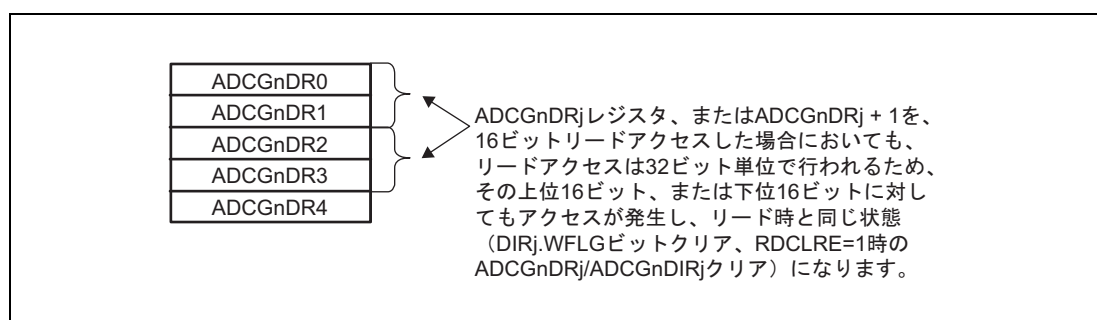 ADCGnDR0
ADCGnDR1
ADCGnDR2
ADCGnDR3
ADCGnDR4
ADCGnDRjレジスタ、またはADCGnDRj + 1を、
16ビットリードアクセスした場合においても、
リードアクセスは32ビット単位で行われるため、
その上位16ビット、または下位16ビットに対し
てもアクセスが発生し、リード時と同じ状態
（DIRj.WFLGビットクリア、RDCLRE=1時の
ADCGnDRj/ADCGnDIRjクリア）になります。